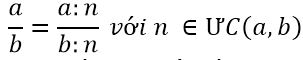 a/b = a:n/b:n với n ∈ ƯC(a, b)